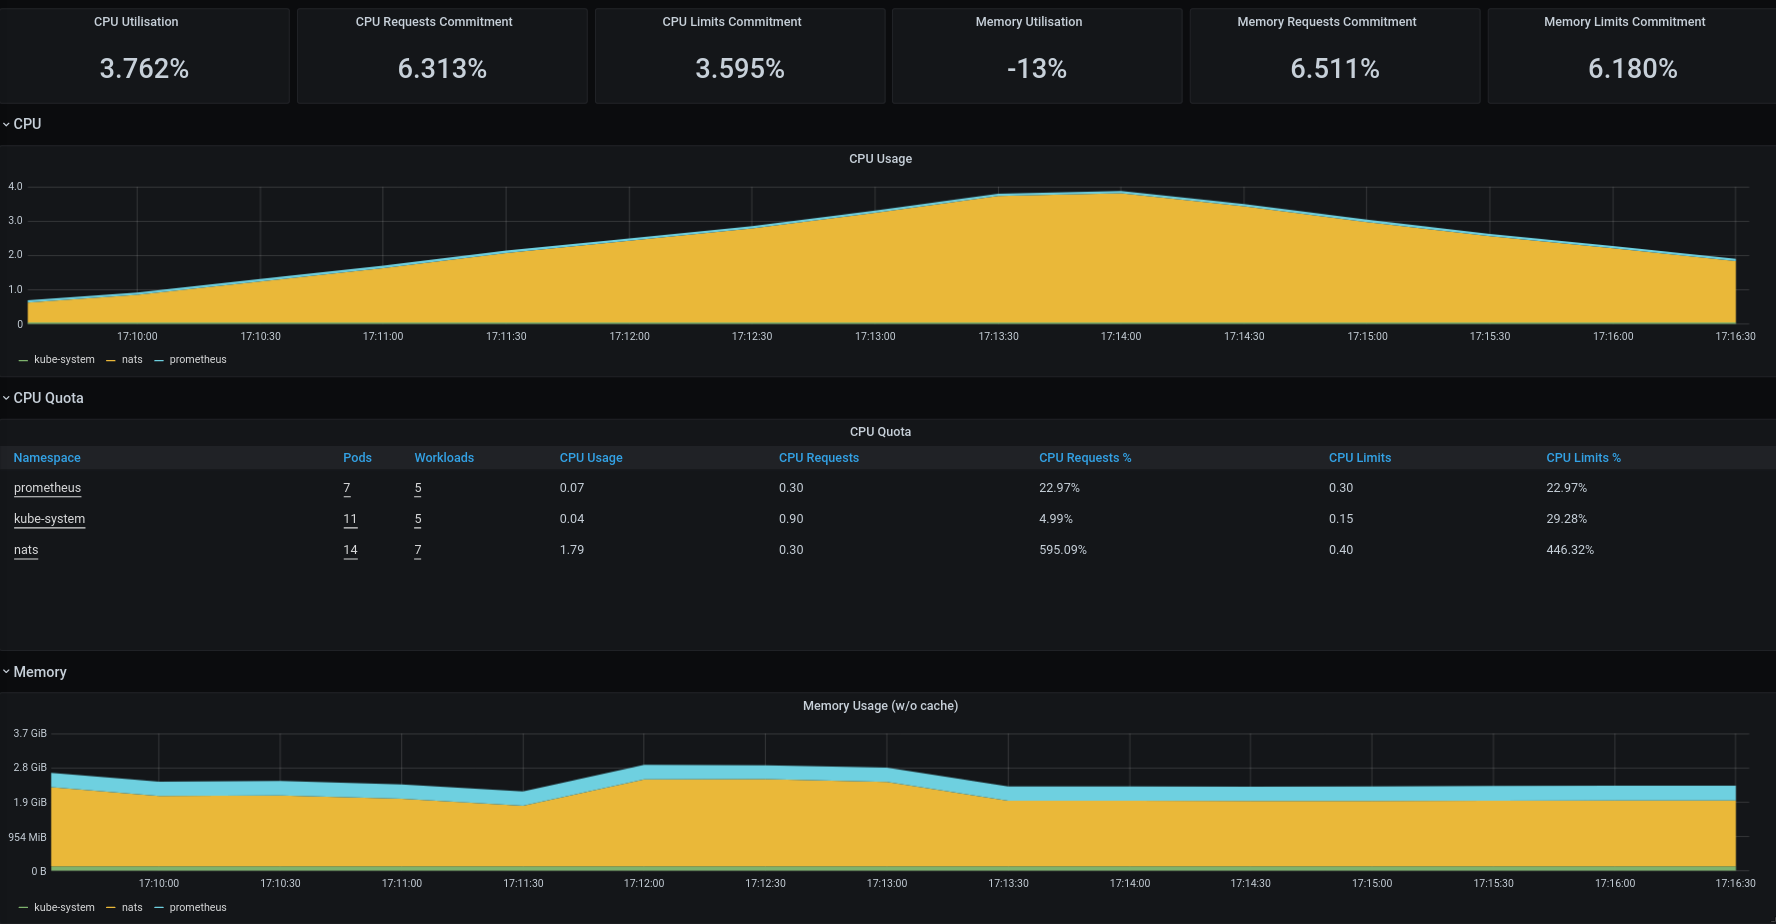 CPU Utilisation CPU Requests Commitment CPU Limits Commitment Memory Utilisation Memory Requests Commitment Memory Limits Commitment
3.762% 6.313% 3.595% -13% 6.511% 6.180%
CPU
CPU Usage
4.0
3.0
2.0
1.0
0
17:10:00 17:10:30 17:11:00 17:11:30 17:12:00 17:12:30 17:13:00 17:13:30 17:14:00 17:14:30 17:15:00 17:15:30 17:16:00 17:16:30
kube-system nats prometheus
CPU Quota
CPU Quota
Namespace Pods Workloads CPU Usage CPU Requests CPU Requests % CPU Limits CPU Limits %
prometheus 7 5 0.07 0.30 22.97% 0.30 22.97%
kube-system 11 5 0.04 0.90 4.99% 0.15 29.28%
nats 14 7 1.79 0.30 595.09% 0.40 446.32%
Memory
Memory Usage (w/o cache)
3.7 GiB
2.8 GiB
1.9 GiB
954 MiB
0 B
17:10:00 17:10:30 17:11:00 17:11:30 17:12:00 17:12:30 17:13:00 17:13:30 17:14:00 17:14:30 17:15:00 17:15:30 17:16:00 17:16:30
kube-system nats prometheus